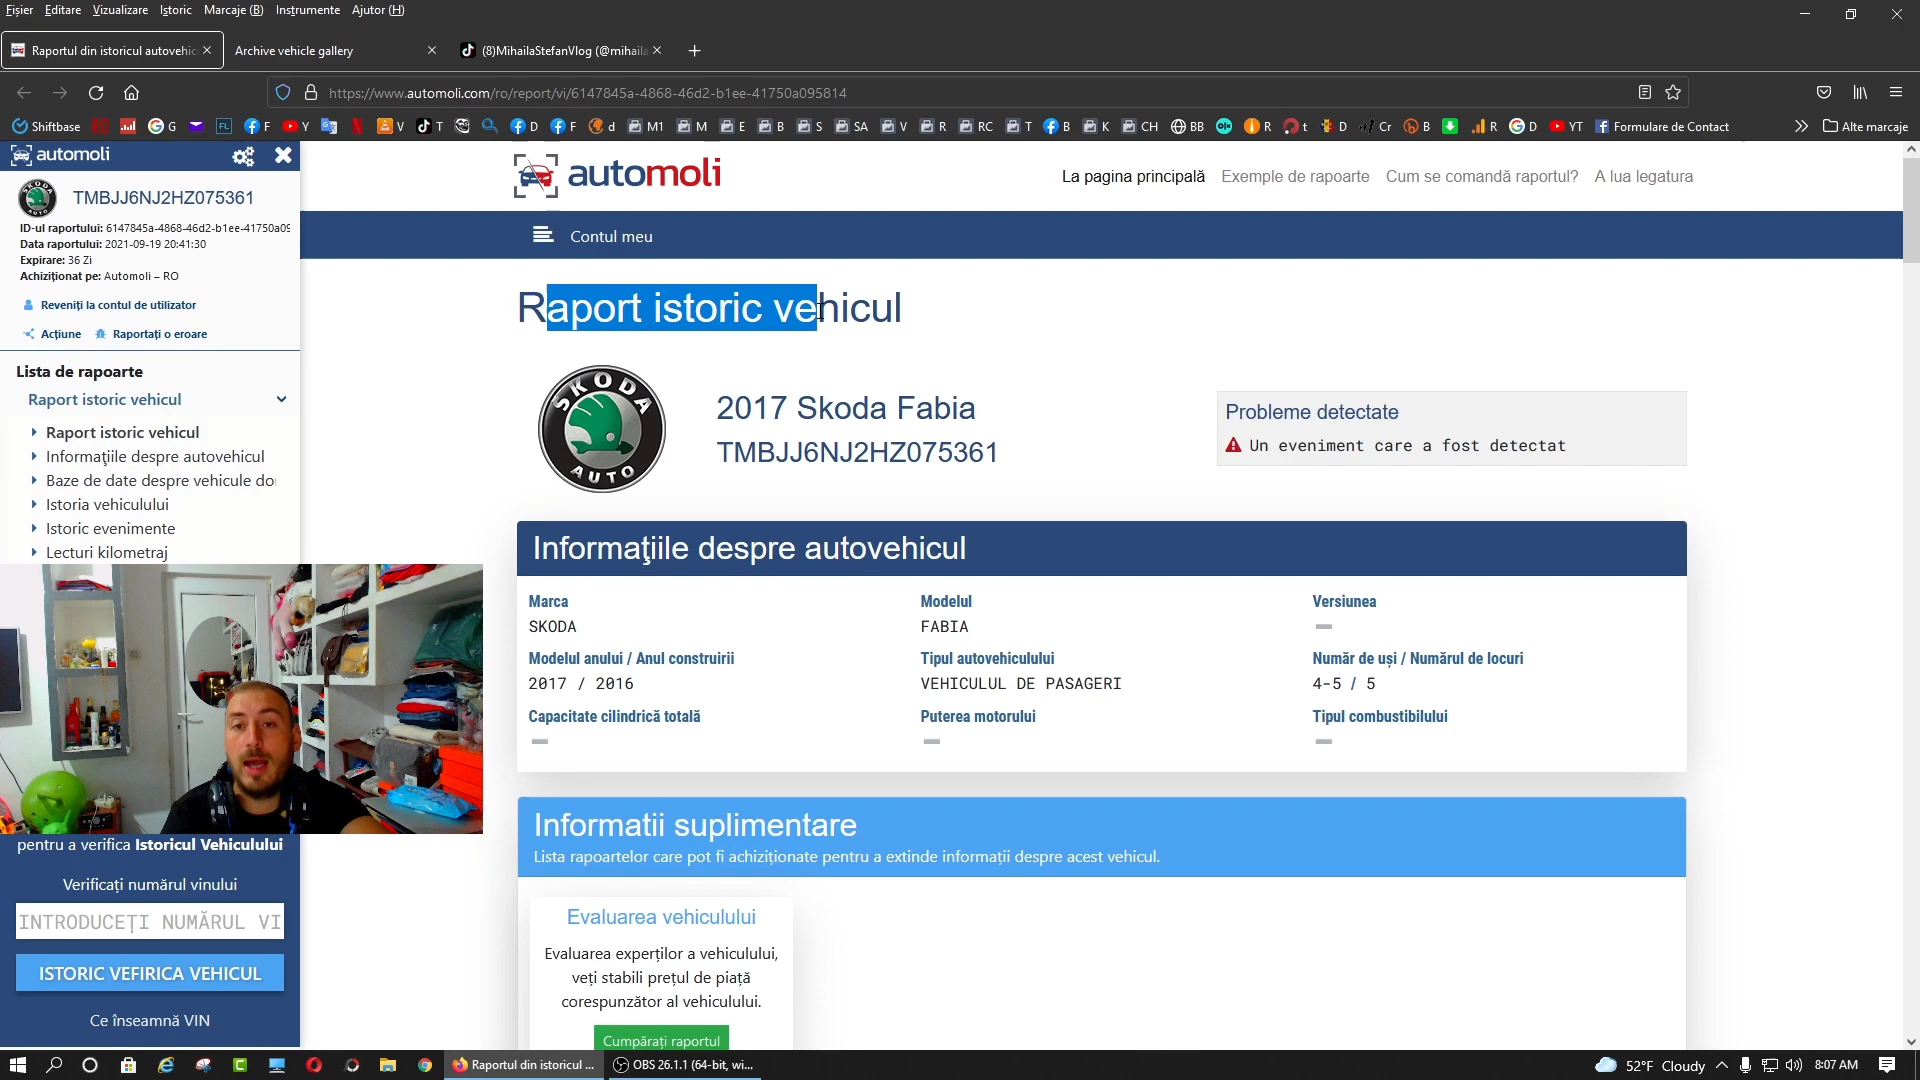 Fișier Editare Vizualizare Istoric Marcaje (B) Instrumente Ajutor (H)
Raportul din istoricul autovehic
Archive vehicle gallery
(8)MihailaStefanVlog (@mihaila
https://www.automoli.com/ro/report/vi/6147845a-4868-46d2-b1ee-41750a095814
Shiftbase G FL F Y V T D F d M1 M E B S SA V R RC T B K CH BB R t D Cr B R D YT Formulare de Contact Alte marcaje
automoli
TMBJJ6NJ2HZ075361
ID-ul raportului: 6147845a-4868-46d2-b1ee-41750a09
Data raportului: 2021-09-19 20:41:30
Expirare: 36 Zi
Achiziționat pe: Automoli – RO
Reveniți la contul de utilizator
Acțiune Raportați o eroare
Lista de rapoarte
Raport istoric vehicul
Raport istoric vehicul
Informaţiile despre autovehicul
Baze de date despre vehicule do
Istoria vehiculului
Istoric evenimente
Lecturi kilometraj
pentru a verifica Istoricul Vehiculului
Verificați numărul vinului
INTRODUCEȚI NUMĂRUL VI
ISTORIC VEFIRICA VEHICUL
Ce înseamnă VIN
automoli
La pagina principală Exemple de rapoarte Cum se comandă raportul? A lua legatura
Contul meu
Raport istoric vehicul
SKODA
AUTO
2017 Skoda Fabia
TMBJJ6NJ2HZ075361
Probleme detectate
Un eveniment care a fost detectat
Informaţiile despre autovehicul
Marca
SKODA
Modelul
FABIA
Versiunea
Modelul anului / Anul construirii
2017 / 2016
Tipul autovehiculului
VEHICULUL DE PASAGERI
Număr de uși / Numărul de locuri
4-5 / 5
Capacitate cilindrică totală
Puterea motorului
Tipul combustibilului
Informatii suplimentare
Lista rapoartelor care pot fi achiziționate pentru a extinde informații despre acest vehicul.
Evaluarea vehiculului
Evaluarea experților a vehiculului,
veți stabili prețul de piață
corespunzător al vehiculului.
Cumpărați raportul
Raportul din istoricul ...
OBS 26.1.1 (64-bit, wi...
52°F Cloudy
8:07 AM